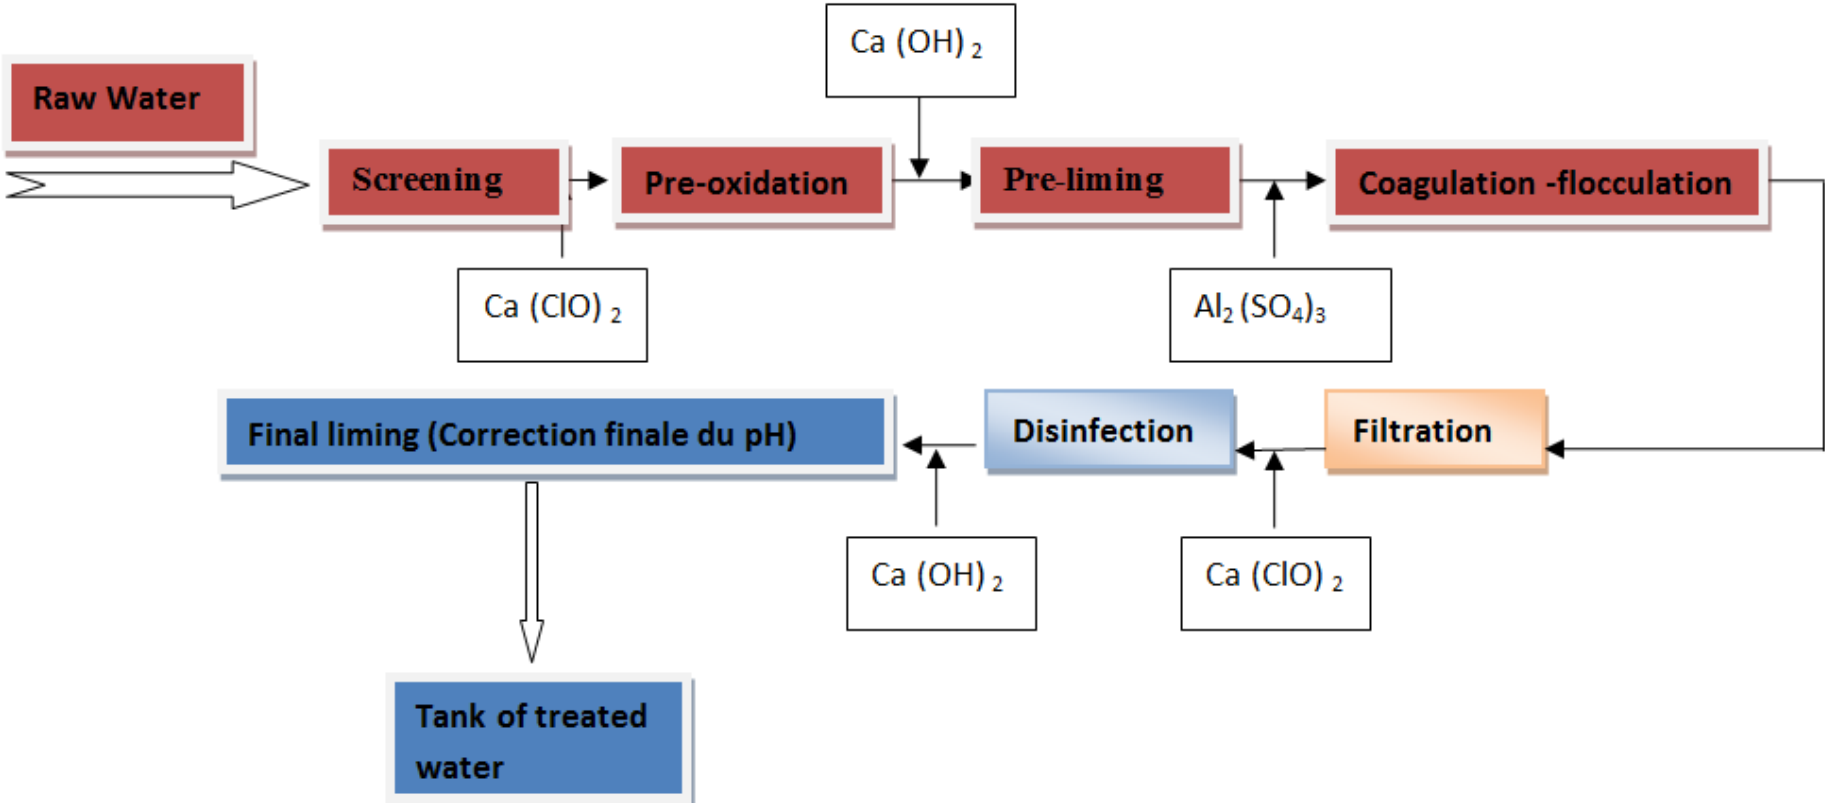 Ca (OH) 2
Raw Water
Screening
Pre-oxidation
Pre-liming
Coagulation -flocculation
Ca (ClO) 2
Al2 (SO4)3
Final liming (Correction finale du pH)
Disinfection
Filtration
Ca (OH) 2
Ca (ClO) 2
Tank of treated
water